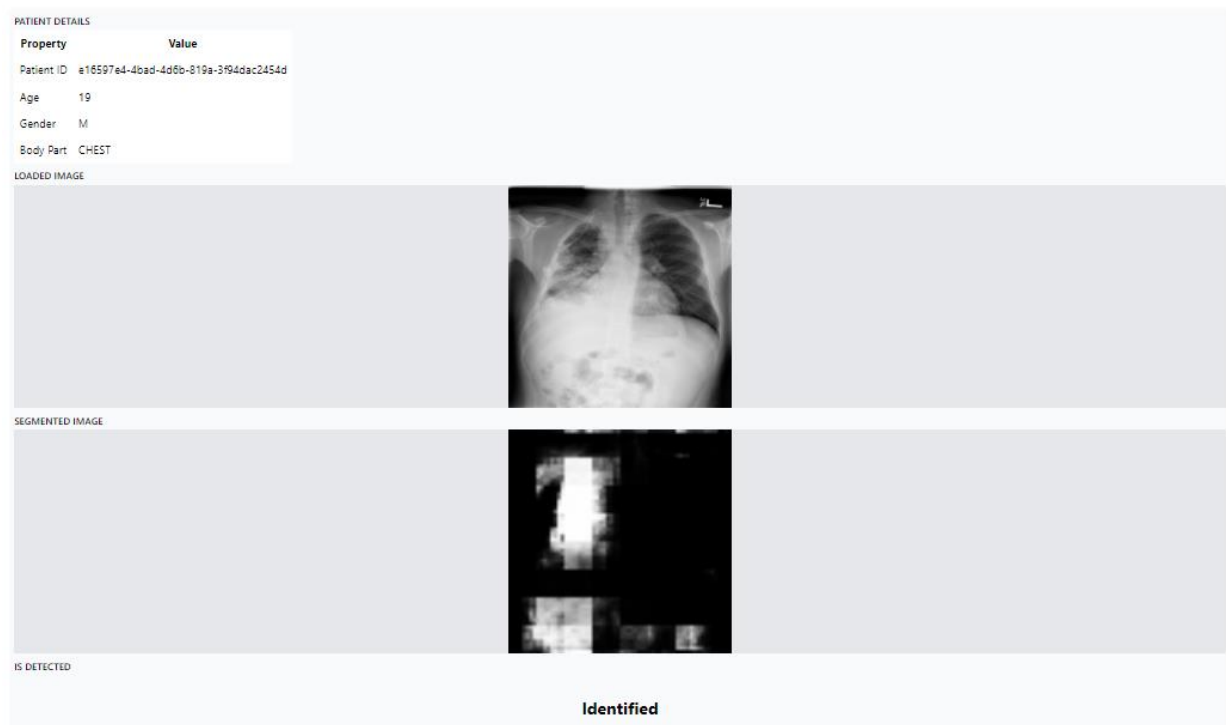 PATIENT DETAILS
Property Value
Patient ID e16597e4-4bad-4d6b-819a-3f94dac2454d
Age 19
Gender M
Body Part CHEST
LOADED IMAGE
L
SEGMENTED IMAGE
IS DETECTED
Identified